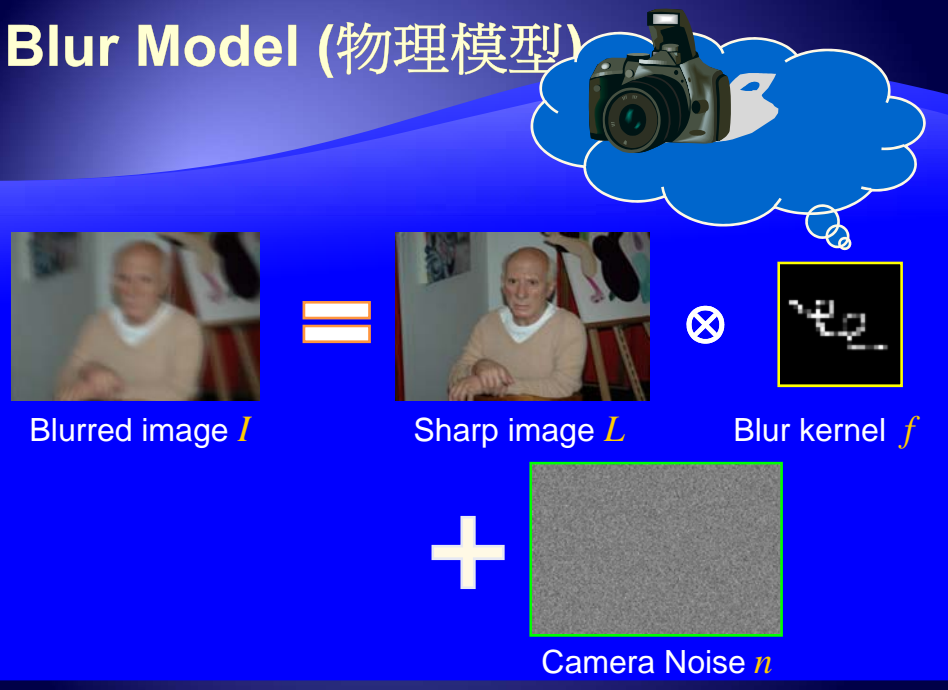 Blur Model (物理模型)
Blurred image I
Sharp image L
Blur kernel f
Camera Noise n